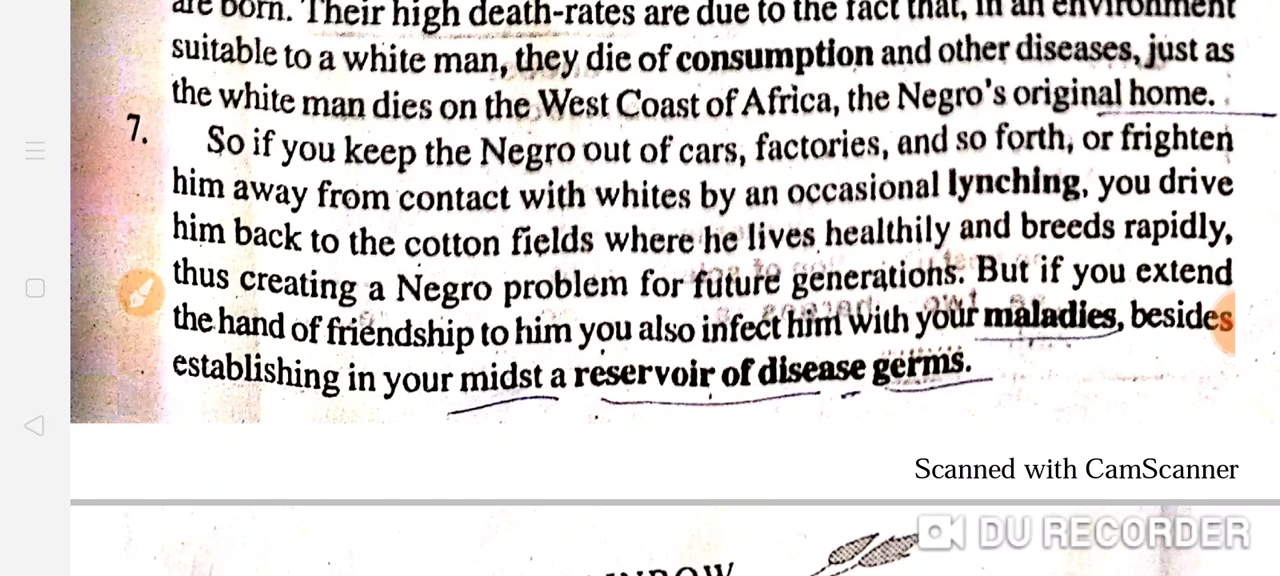 are born. Their high death-rates are due to the fact that, in an environment
suitable to a white man, they die of consumption and other diseases, just as
the white man dies on the West Coast of Africa, the Negro's original home.
7. So if you keep the Negro out of cars, factories, and so forth, or frighten
him away from contact with whites by an occasional lynching, you drive
him back to the cotton fields where he lives healthily and breeds rapidly,
thus creating a Negro problem for future generations. But if you extend
the hand of friendship to him you also infect him with your maladies, besides
establishing in your midst a reservoir of disease germs.
Scanned with CamScanner
DU RECORDER